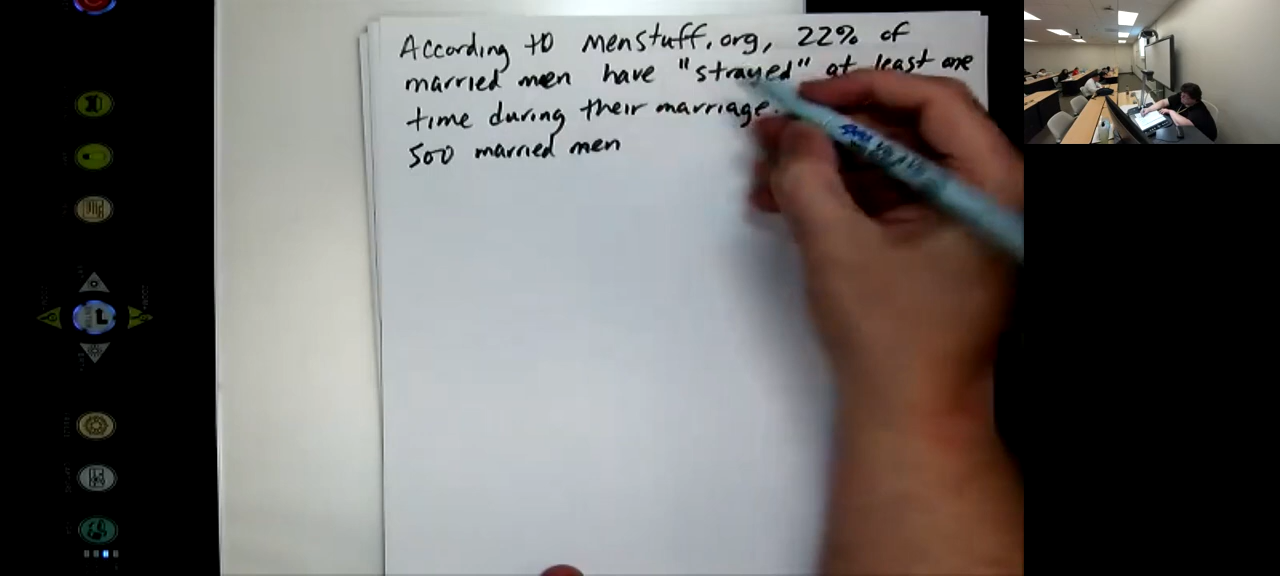 According to menstuff.org, 22% of
married men have "strayed" at least one
time during their marriage.
500 married men